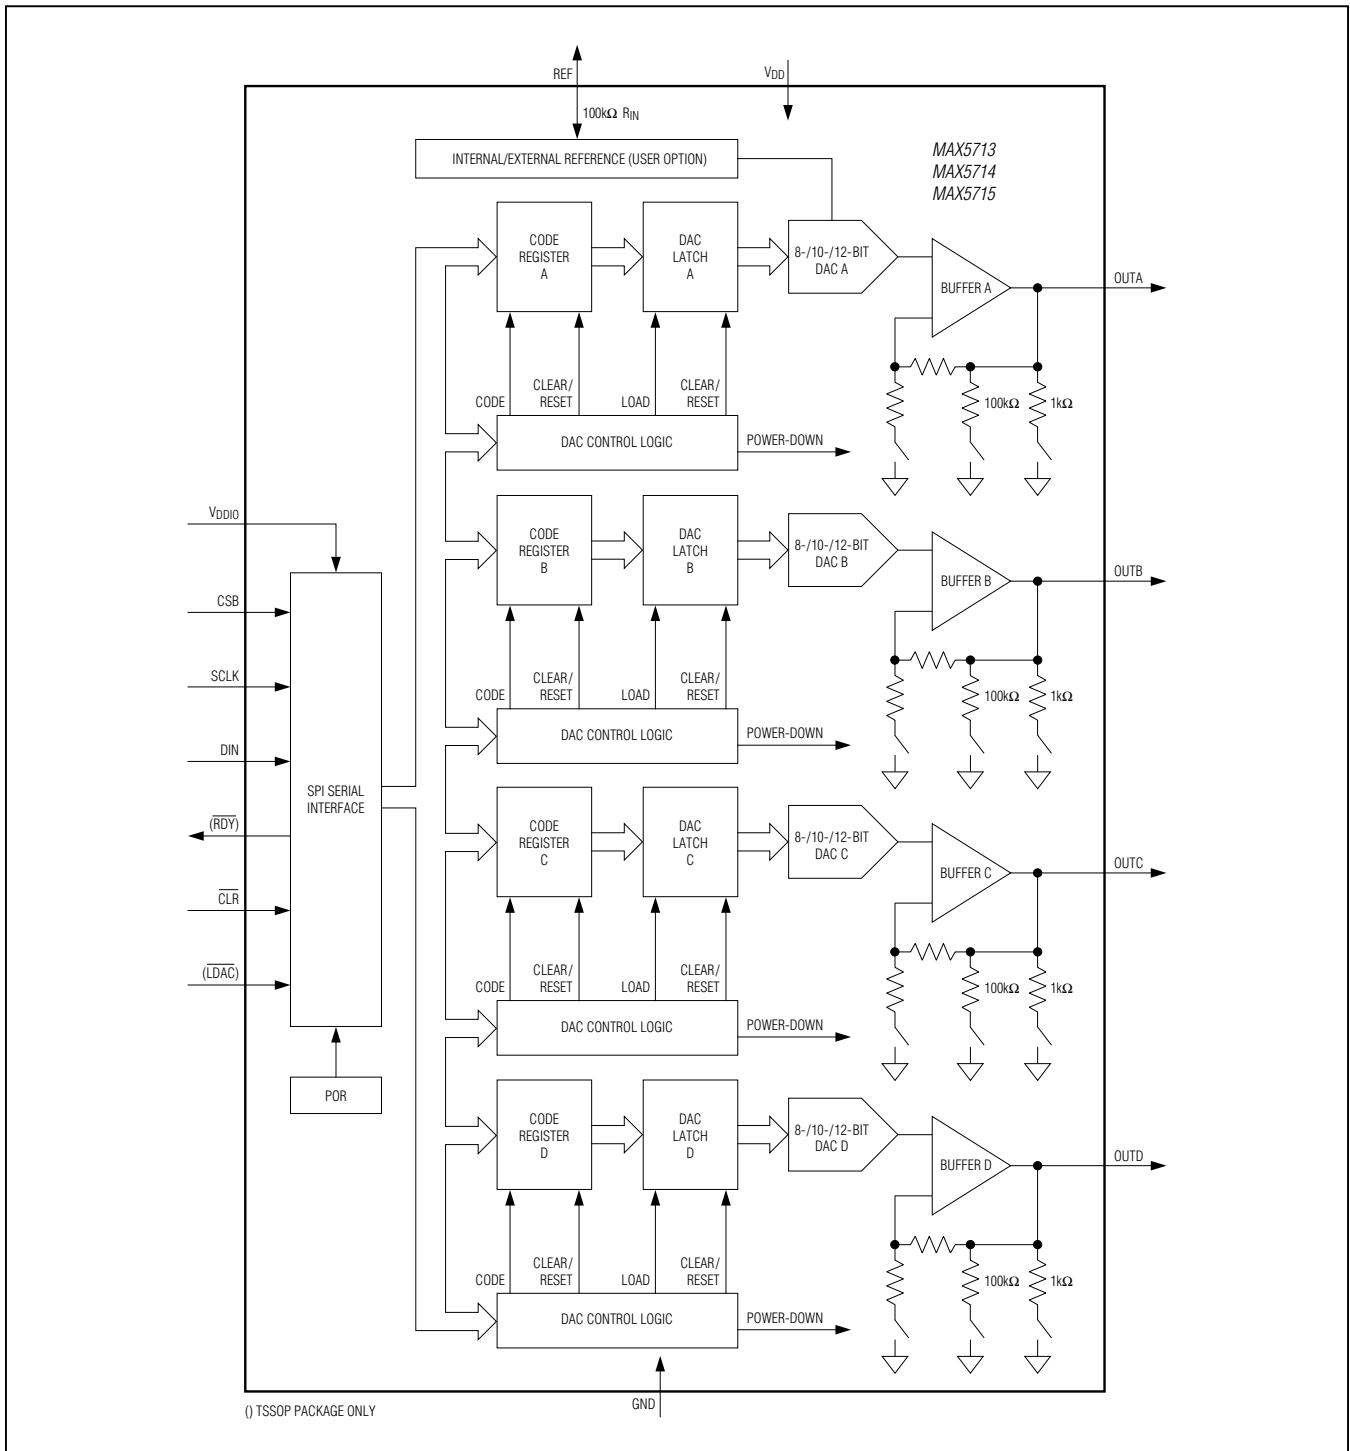 REF
VDD
100kΩ RIN
INTERNAL/EXTERNAL REFERENCE (USER OPTION)
MAX5713
MAX5714
MAX5715
CODE
REGISTER
A
DAC
LATCH
A
8-/10-/12-BIT
DAC A
BUFFER A
OUTA
CODE
CLEAR/
RESET
LOAD
CLEAR/
RESET
100kΩ
1kΩ
DAC CONTROL LOGIC
POWER-DOWN
CODE
REGISTER
B
DAC
LATCH
B
8-/10-/12-BIT
DAC B
BUFFER B
OUTB
CODE
CLEAR/
RESET
LOAD
CLEAR/
RESET
100kΩ
1kΩ
DAC CONTROL LOGIC
POWER-DOWN
VDDIO
CSB
SCLK
DIN
(RDY)
CLR
(LDAC)
SPI SERIAL
INTERFACE
POR
CODE
REGISTER
C
DAC
LATCH
C
8-/10-/12-BIT
DAC C
BUFFER C
OUTC
CODE
CLEAR/
RESET
LOAD
CLEAR/
RESET
100kΩ
1kΩ
DAC CONTROL LOGIC
POWER-DOWN
CODE
REGISTER
D
DAC
LATCH
D
8-/10-/12-BIT
DAC D
BUFFER D
OUTD
CODE
CLEAR/
RESET
LOAD
CLEAR/
RESET
100kΩ
1kΩ
DAC CONTROL LOGIC
POWER-DOWN
GND
() TSSOP PACKAGE ONLY